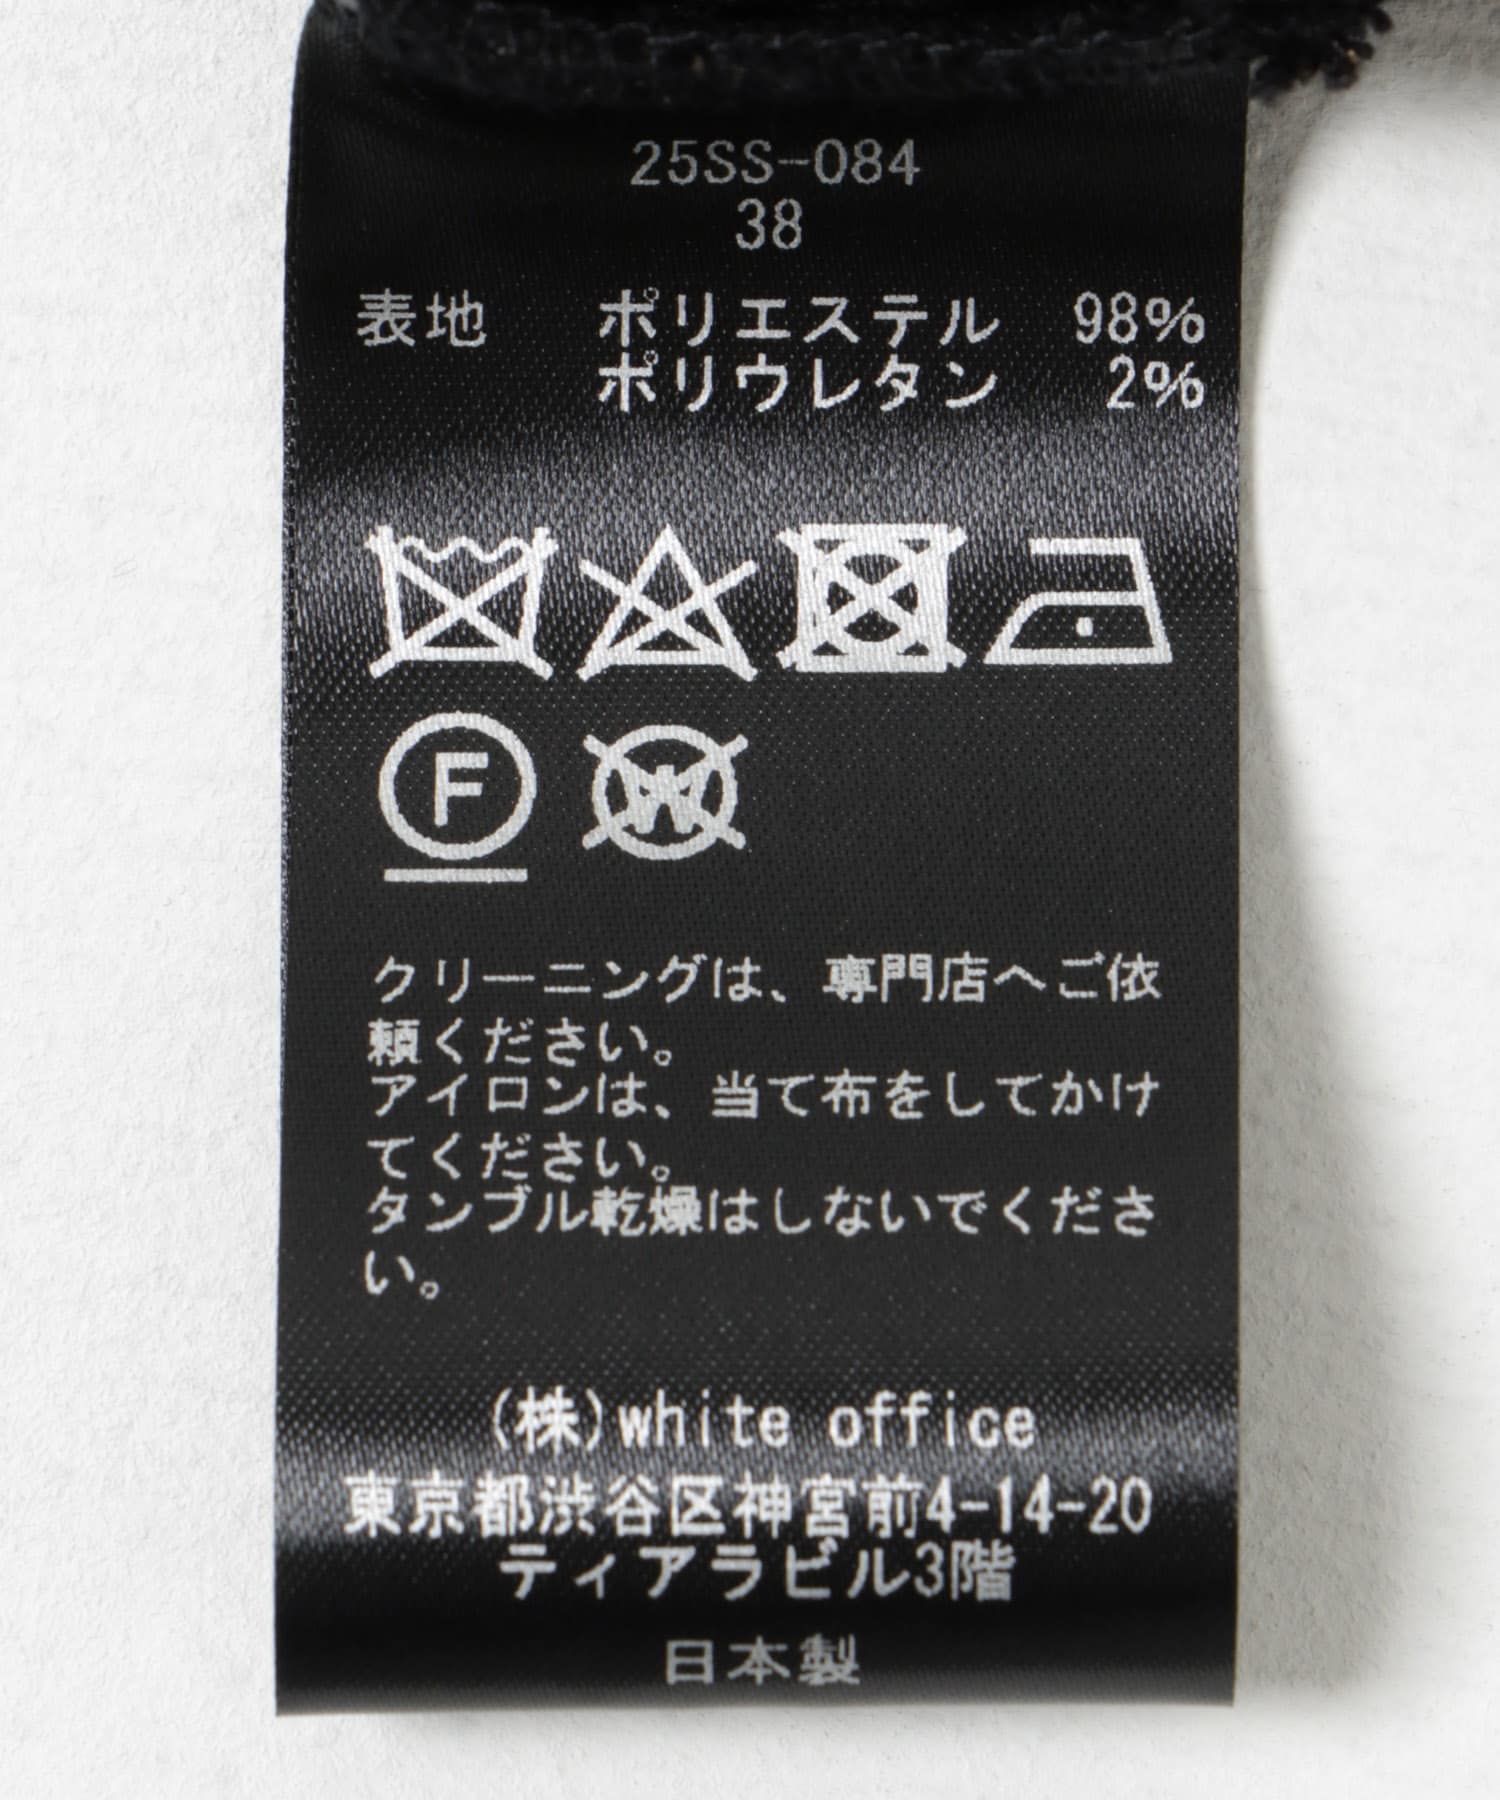 25SS-084
38
表地 ポリエステル 98%
ポリウレタン 2%
F
W
クリーニングは、専門店へご依
頼ください。
アイロンは、当て布をしてかけ
てください。
タンブル乾燥はしないでくださ
い。
(株)white office
東京都渋谷区神宮前4-14-20
ティアラビル3階
日本製